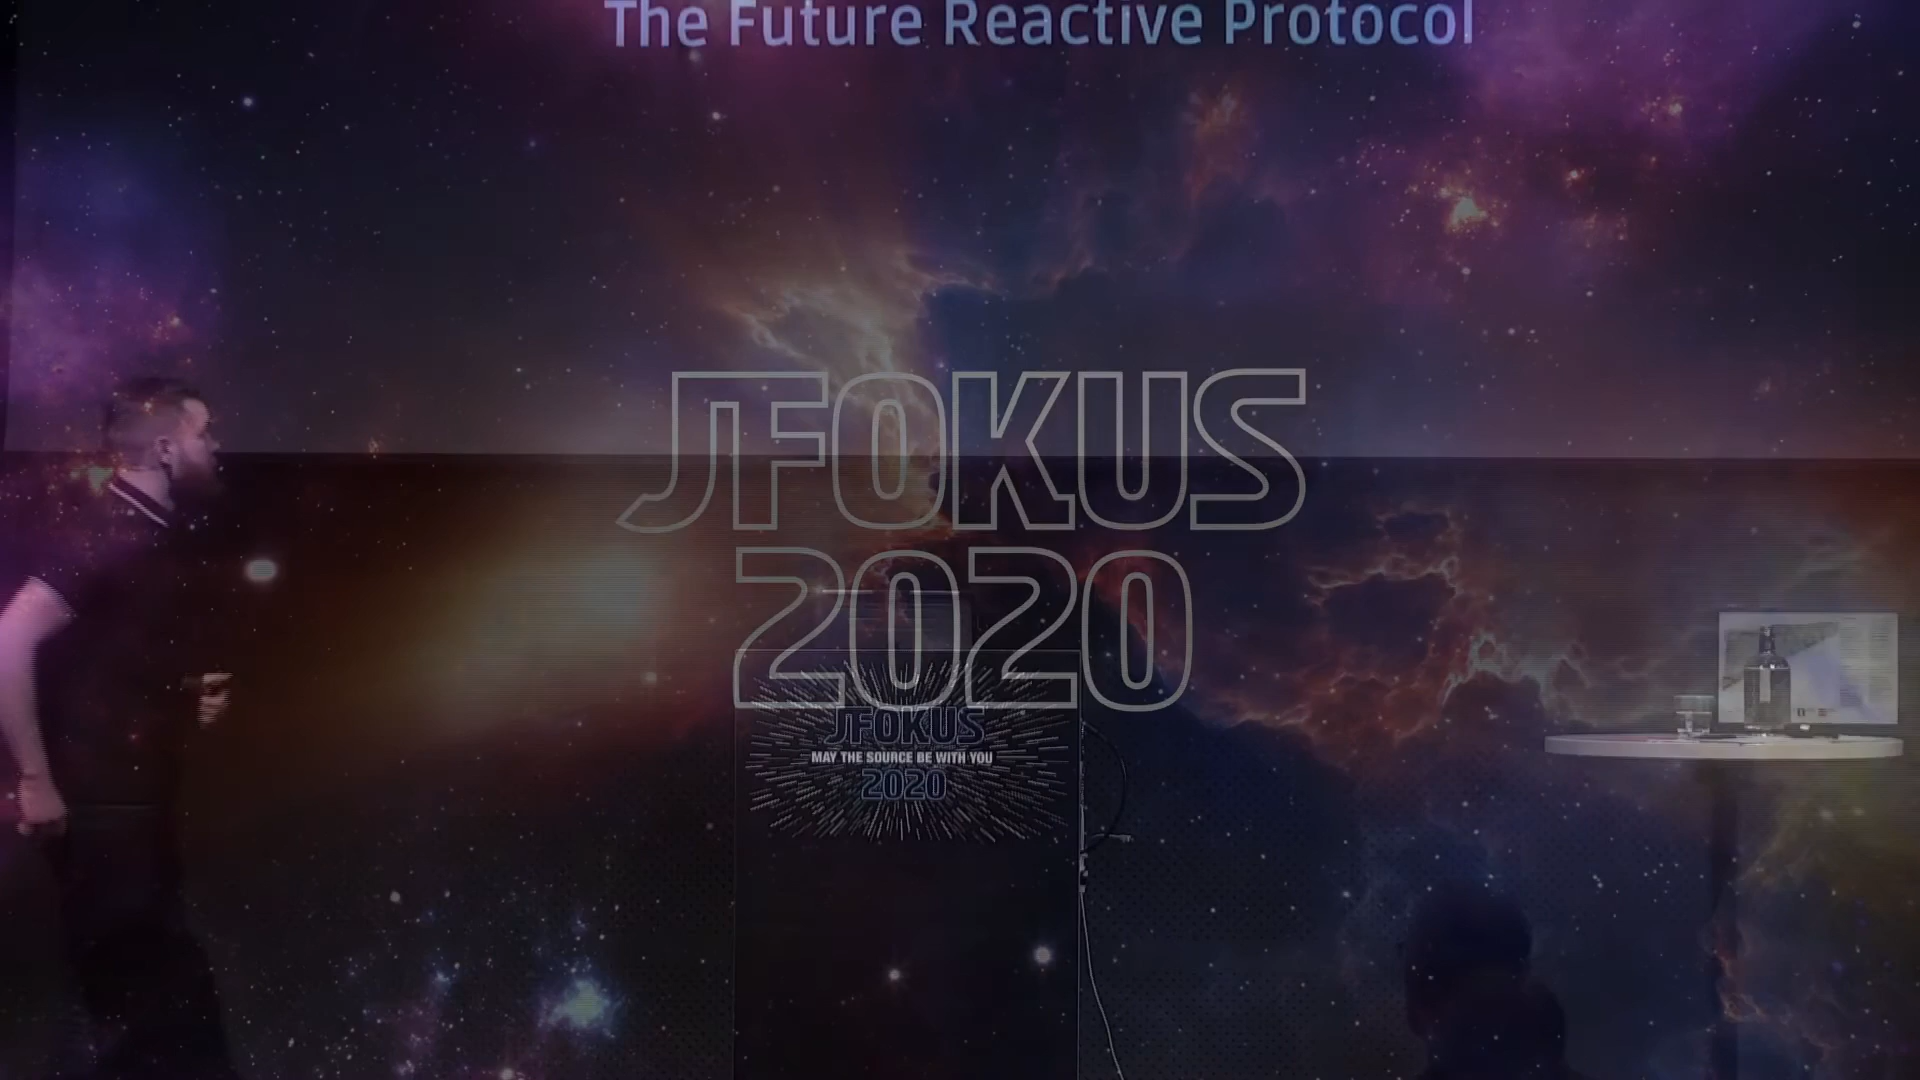 The Future Reactive Protocol
JFOKUS
2020
JFOKUS
MAY THE SOURCE BE WITH YOU
2020